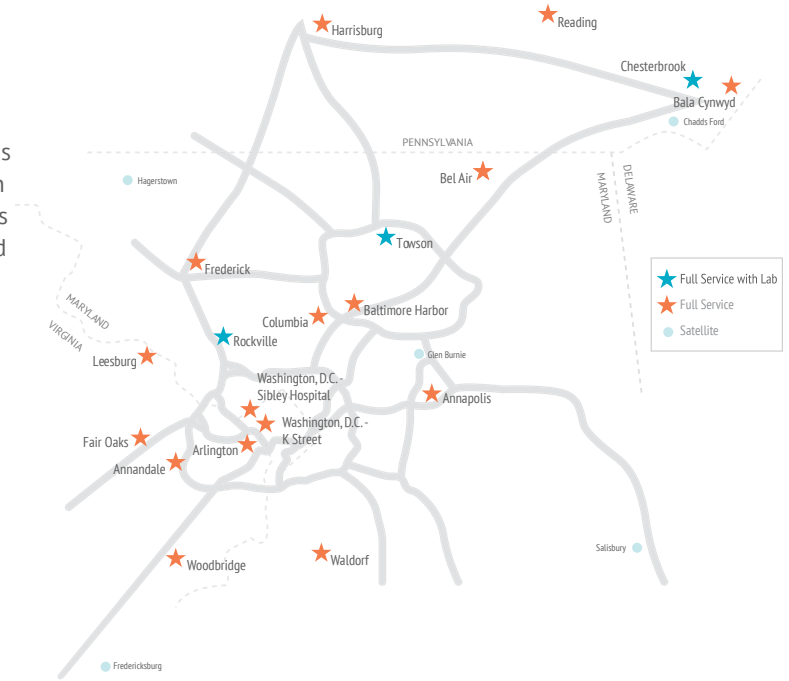 Harrisburg
Reading
Chesterbrook
Bala Cynwyd
Chadds Ford
PENNSYLVANIA
s
n
s
d
Hagerstown
Bel Air
DELAWARE
MARYLAND
Towson
Frederick
Full Service with Lab
Full Service
Satellite
MARYLAND
VIRGINIA
Columbia
Baltimore Harbor
Rockville
Leesburg
Glen Burnie
Washington, D.C. -
Sibley Hospital
Annapolis
Washington, D.C. -
K Street
Fair Oaks
Arlington
Annandale
Salisbury
Woodbridge
Waldorf
Fredericksburg